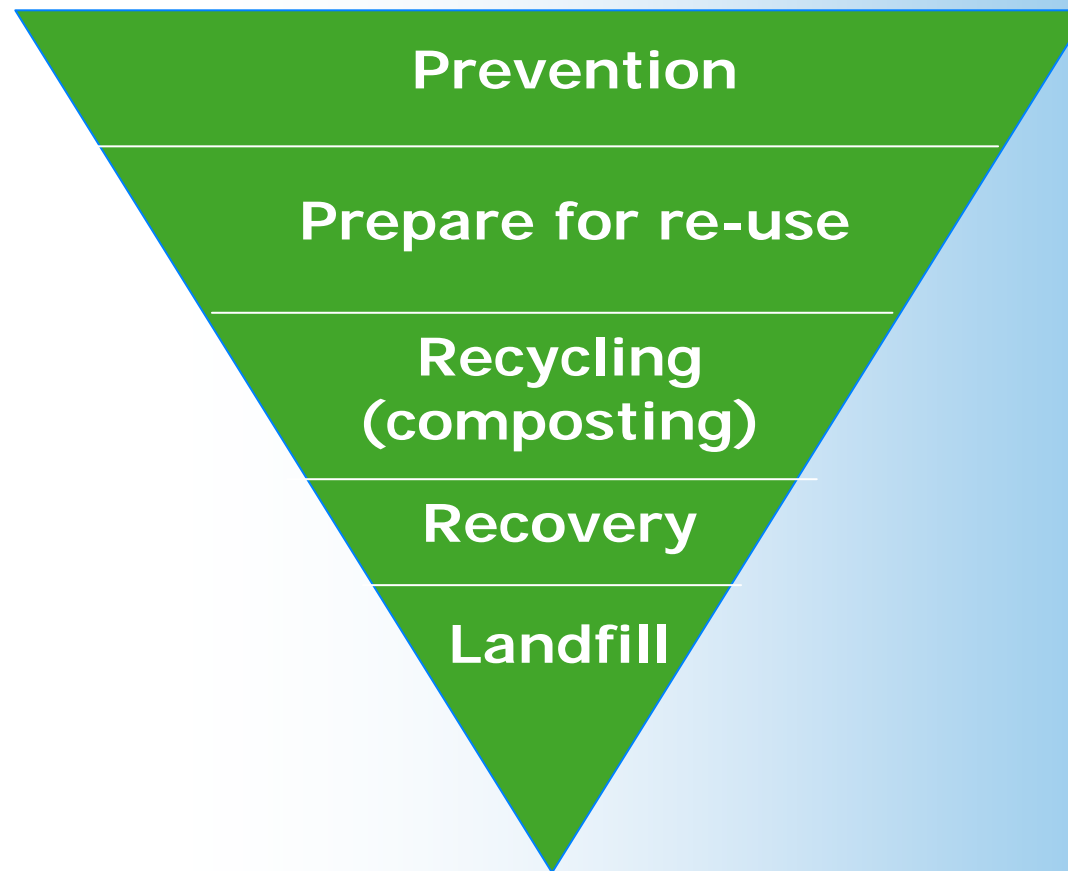 Prevention
Prepare for re-use
Recycling
(composting)
Recovery
Landfill